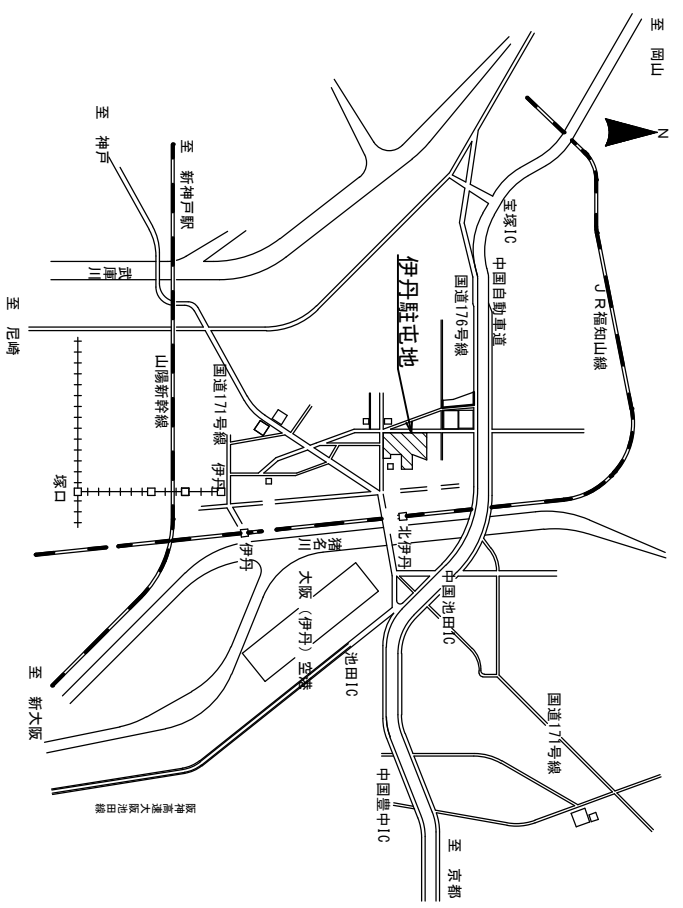 至 岡山
N
至 神戸
至 新神戸駅
宝塚IC
中国自動車道
JR福知山線
武庫川
伊丹駐屯地
国道176号線
至 尼崎
山陽新幹線
国道171号線
伊丹
塚口
伊丹
猪名川
北伊丹
中国池田IC
大阪(伊丹)空港
池田IC
至 新大阪
国道171号線
阪神高速大阪池田線
中国豊中IC
至 京都